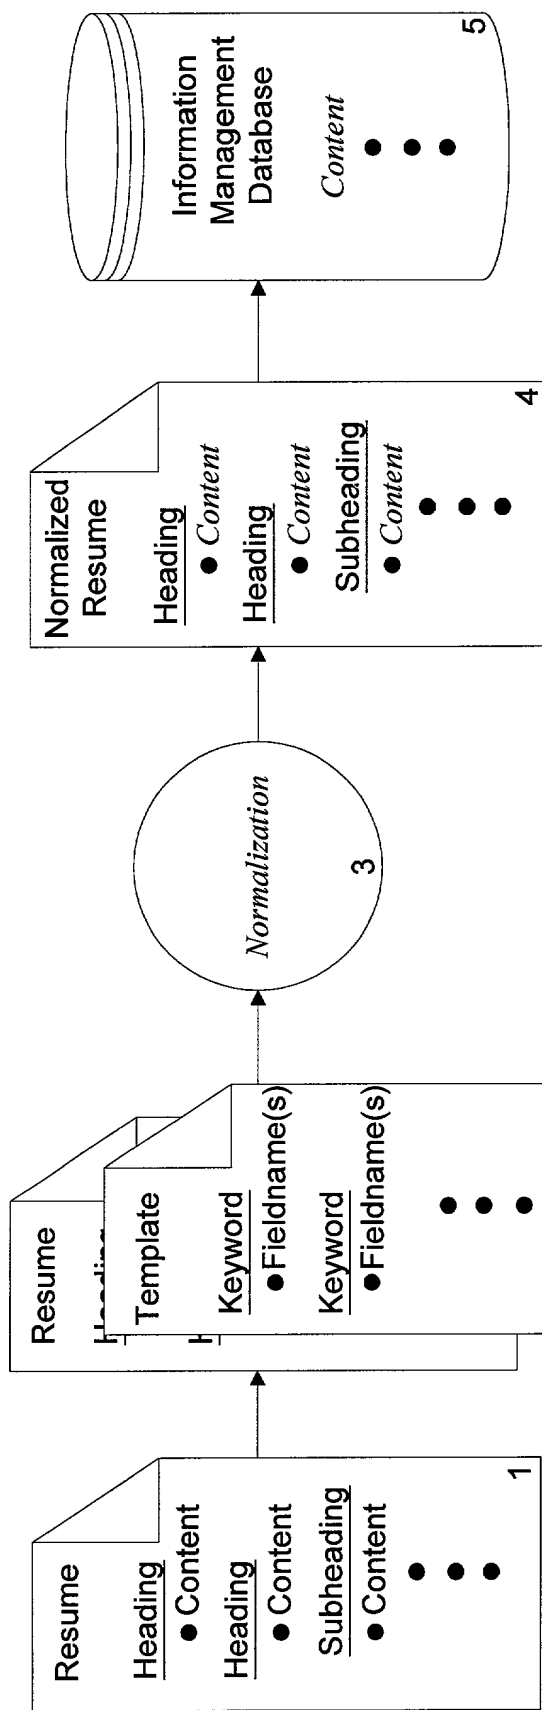 Resume
Heading
● Content
Heading
● Content
Subheading
● Content
1
Resume
Template
Keyword
●Fieldname(s)
Keyword
●Fieldname(s)
Normalization
3
Normalized
Resume
Heading
● Content
Heading
● Content
Subheading
● Content
4
Information
Management
Database
Content
5